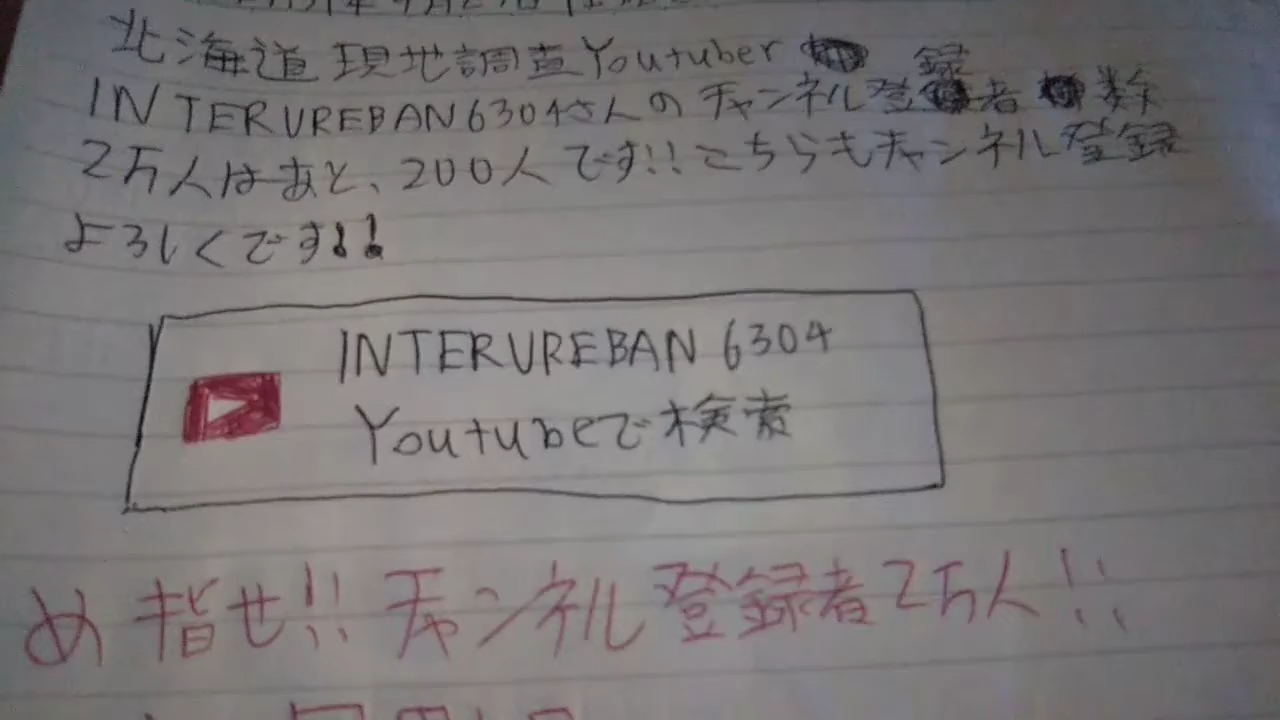 北海道現地調査Youtuber
INTERUREBAN6304さんのチャンネル登録者数
2万人はあと、200人です!!こちらもチャンネル登録
よろしくです!!
INTERUREBAN 6304
Youtubeで検索
め指せ!!チャンネル登録者2万人!!